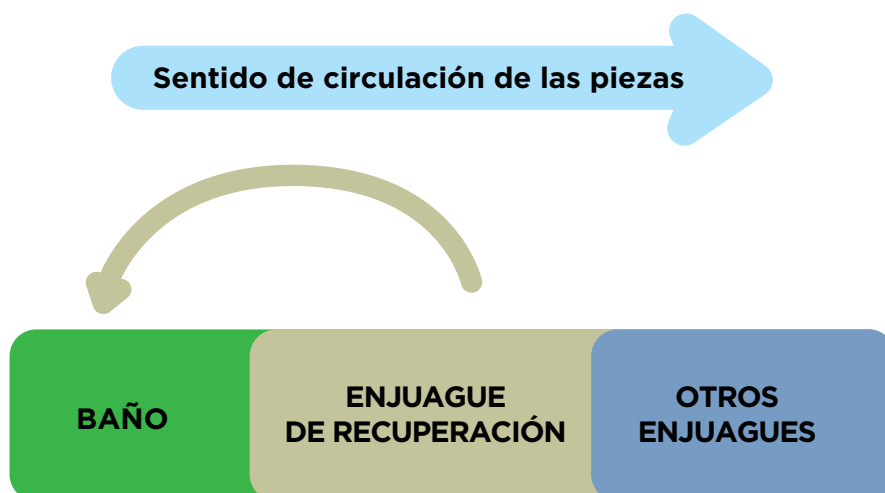 Sentido de circulación de las piezas
BAÑO
ENJUAGUE
DE RECUPERACIÓN
OTROS
ENJUAGUES